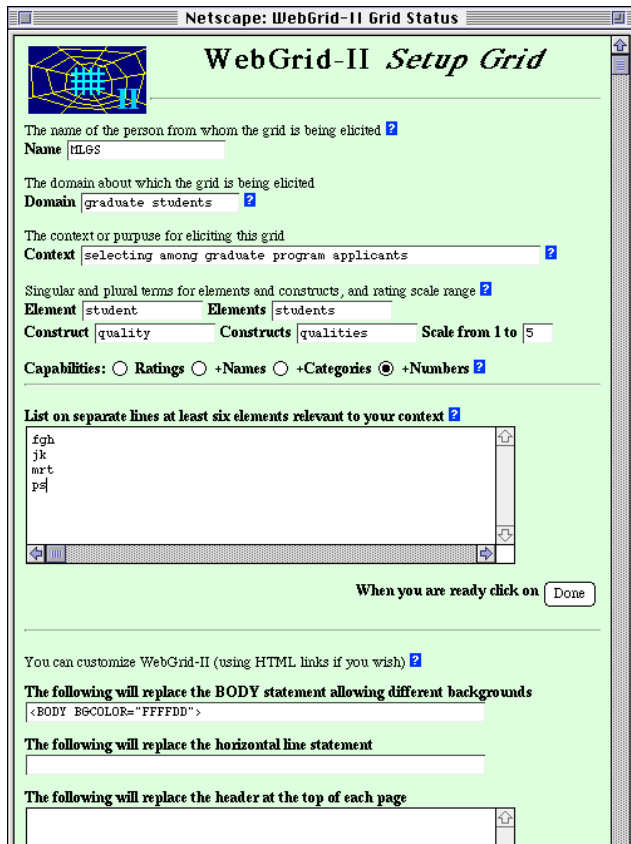 Netscape: WebGrid-II Grid Status
WebGrid-II Setup Grid
II
The name of the person from whom the grid is being elicited ?
Name MLGS
The domain about which the grid is being elicited
Domain graduate students ?
The context or purpuse for eliciting this grid
Context selecting among graduate program applicants ?
Singular and plural terms for elements and constructs, and rating scale range ?
Element student Elements students
Construct quality Constructs qualities Scale from 1 to 5
Capabilities: Ratings +Names +Categories +Numbers ?
List on separate lines at least six elements relevant to your context ?
fgh
jk
mrt
ps
When you are ready click on Done
You can customize WebGrid-II (using HTML links if you wish) ?
The following will replace the BODY statement allowing different backgrounds
<BODY BGCOLOR="FFFFDD">
The following will replace the horizontal line statement
The following will replace the header at the top of each page